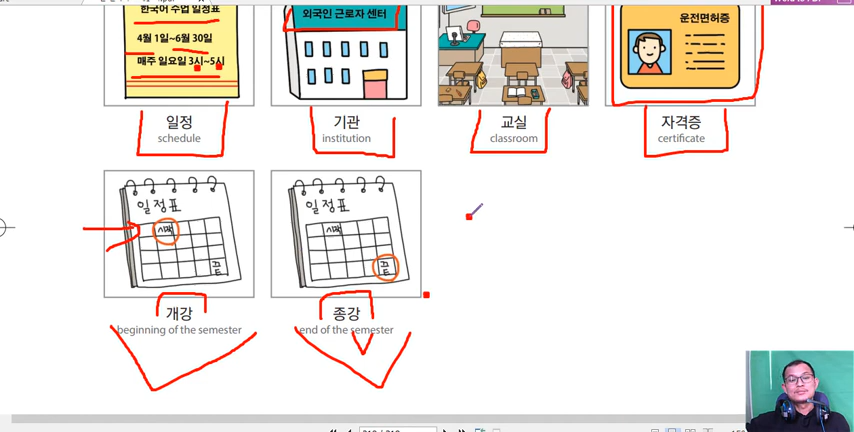 한국어 수업 일정표
4월 1일~6월 30일
매주 일요일 3시~5시
외국인 근로자 센터
운전면허증
일정
schedule
기관
institution
교실
classroom
자격증
certificate
일정표
시작
끝
일정표
시작
끝
개강
beginning of the semester
종강
end of the semester